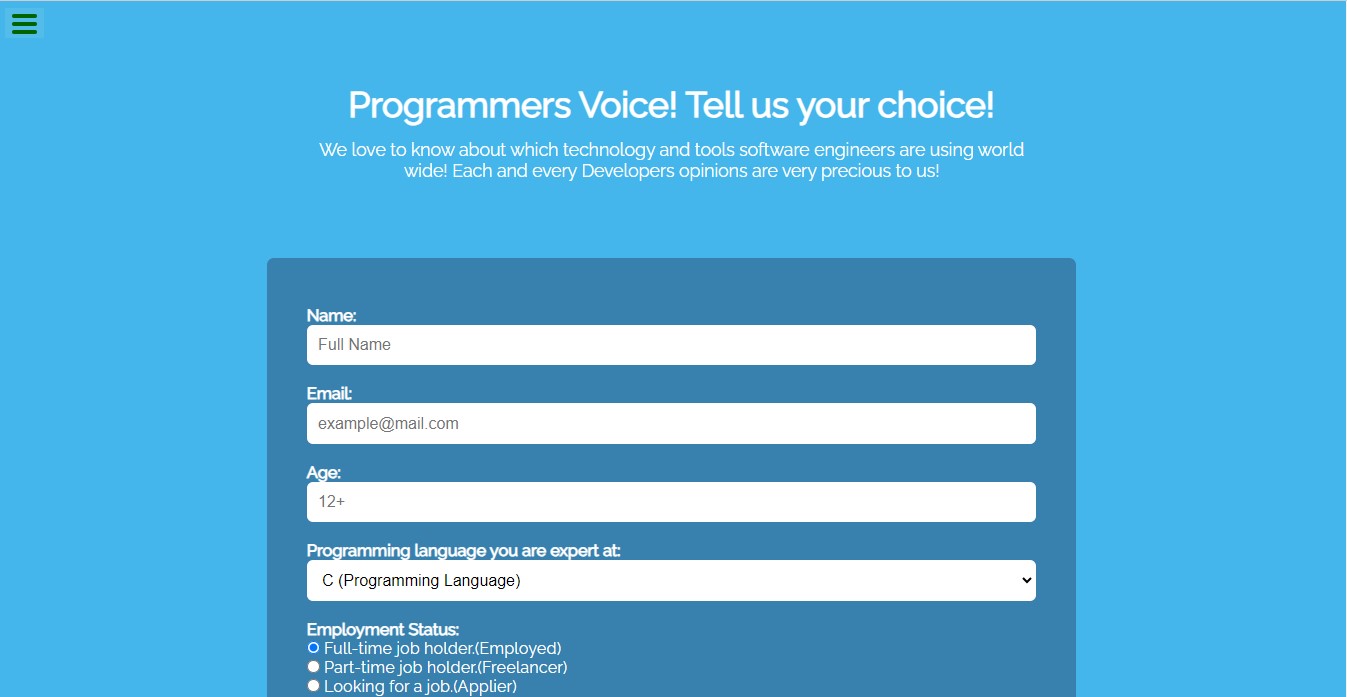 Programmers Voice! Tell us your choice!
We love to know about which technology and tools software engineers are using world
wide! Each and every Developers opinions are very precious to us!
Name:
Full Name
Email:
example@mail.com
Age:
12+
Programming language you are expert at:
C (Programming Language)
Employment Status:
Full-time job holder.(Employed)
Part-time job holder.(Freelancer)
Looking for a job.(Applier)